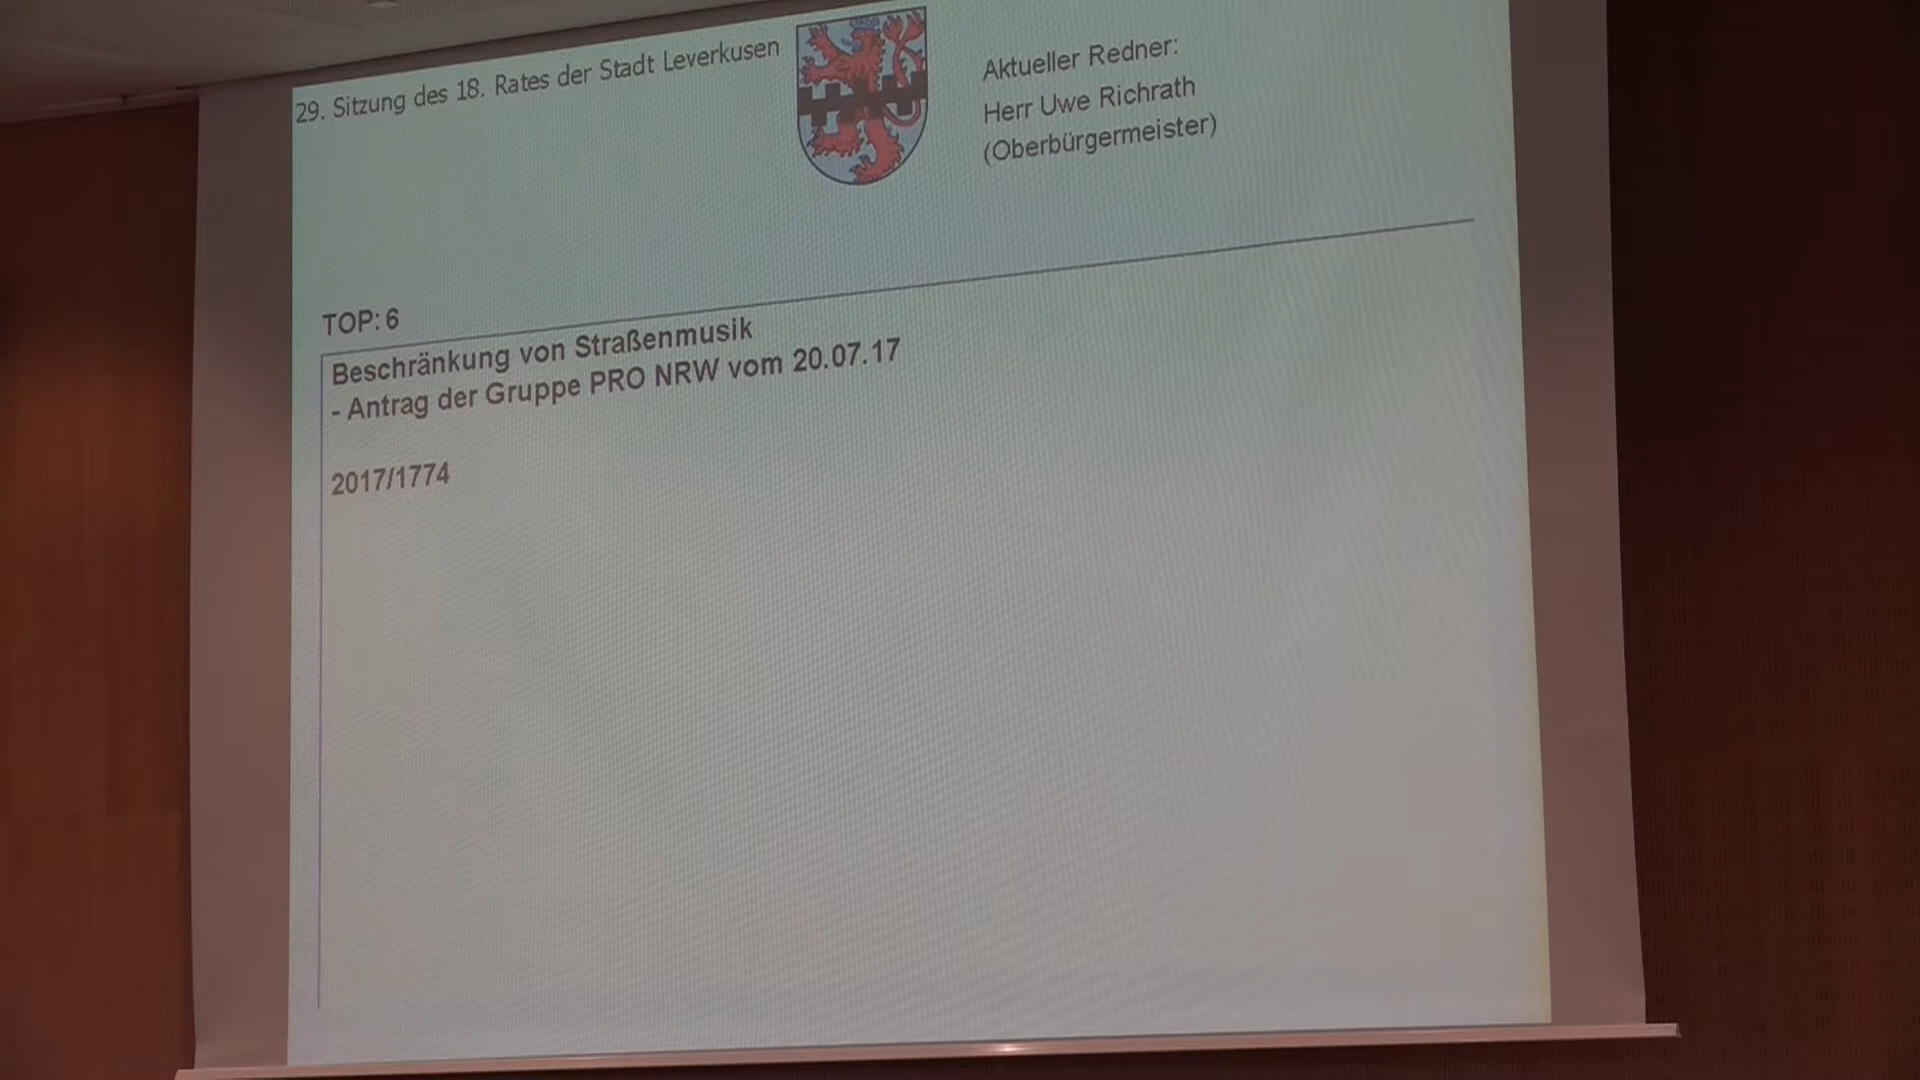 29. Sitzung des 18. Rates der Stadt Leverkusen
Aktueller Redner:
Herr Uwe Richrath
(Oberbürgermeister)
TOP: 6
Beschränkung von Straßenmusik
- Antrag der Gruppe PRO NRW vom 20.07.17
2017/1774